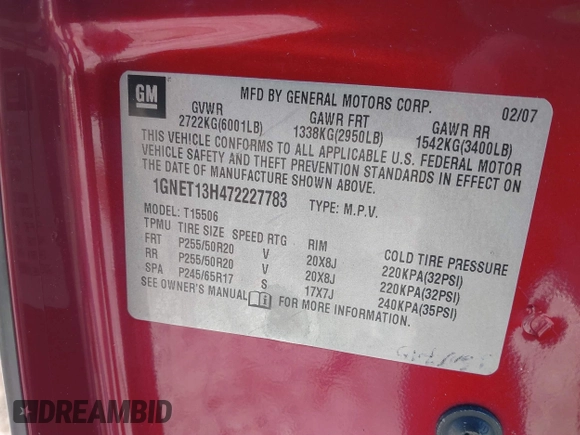 GM
MFD BY GENERAL MOTORS CORP. 02/07
GVWR GAWR FRT GAWR RR
2722KG(6001LB) 1338KG(2950LB) 1542KG(3400LB)
THIS VEHICLE CONFORMS TO ALL APPLICABLE U.S. FEDERAL MOTOR
VEHICLE SAFETY AND THEFT PREVENTION STANDARDS IN EFFECT ON
THE DATE OF MANUFACTURE SHOWN ABOVE.
1GNET13H472227783 TYPE: M.P.V.
MODEL: T15506
TPMU TIRE SIZE SPEED RTG RIM COLD TIRE PRESSURE
FRT P255/50R20 V 20X8J 220KPA(32PSI)
RR P255/50R20 V 20X8J 220KPA(32PSI)
SPA P245/65R17 S 17X7J 240KPA(35PSI)
SEE OWNER'S MANUAL FOR MORE INFORMATION.
DREAMBID